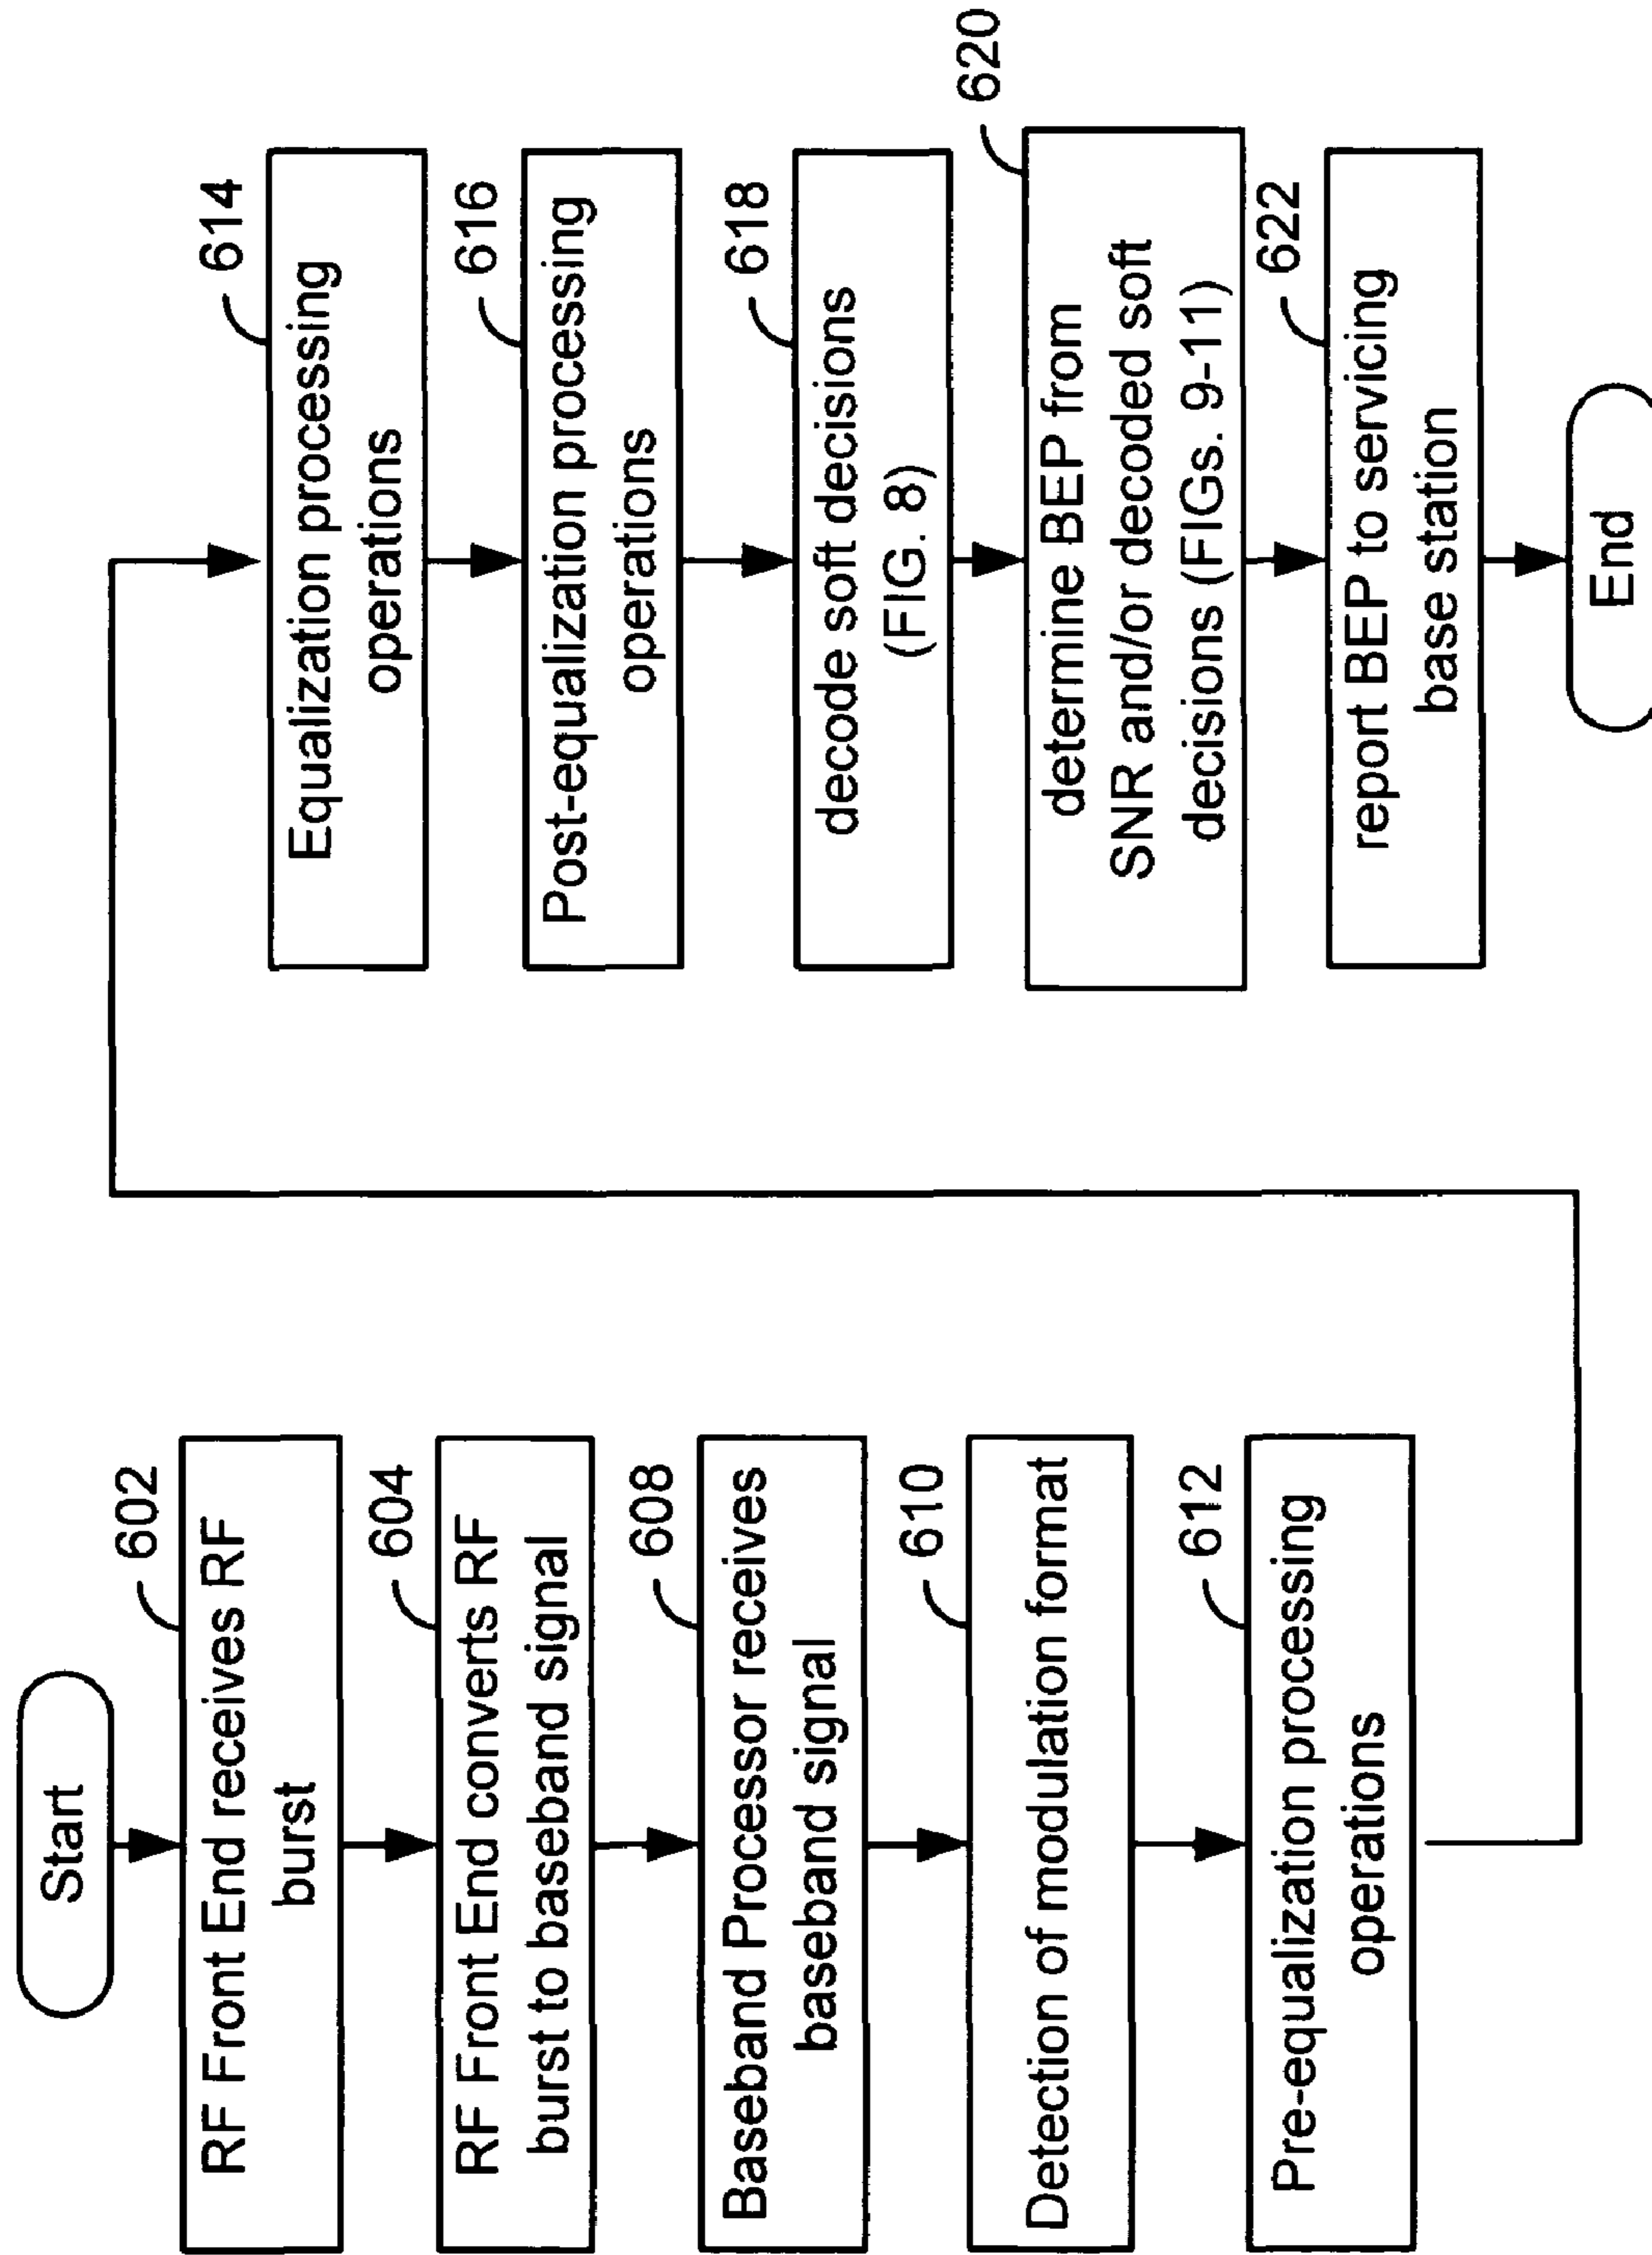 Start
602
RF Front End receives RF
burst
604
RF Front End converts RF
burst to baseband signal
608
Baseband Processor receives
baseband signal
610
Detection of modulation format
612
Pre-equalization processing
operations
614
Equalization processing
operations
616
Post-equalization processing
operations
618
decode soft decisions
(FIG. 8)
620
determine BEP from
SNR and/or decoded soft
decisions (FIGs. 9-11)
622
report BEP to servicing
base station
End